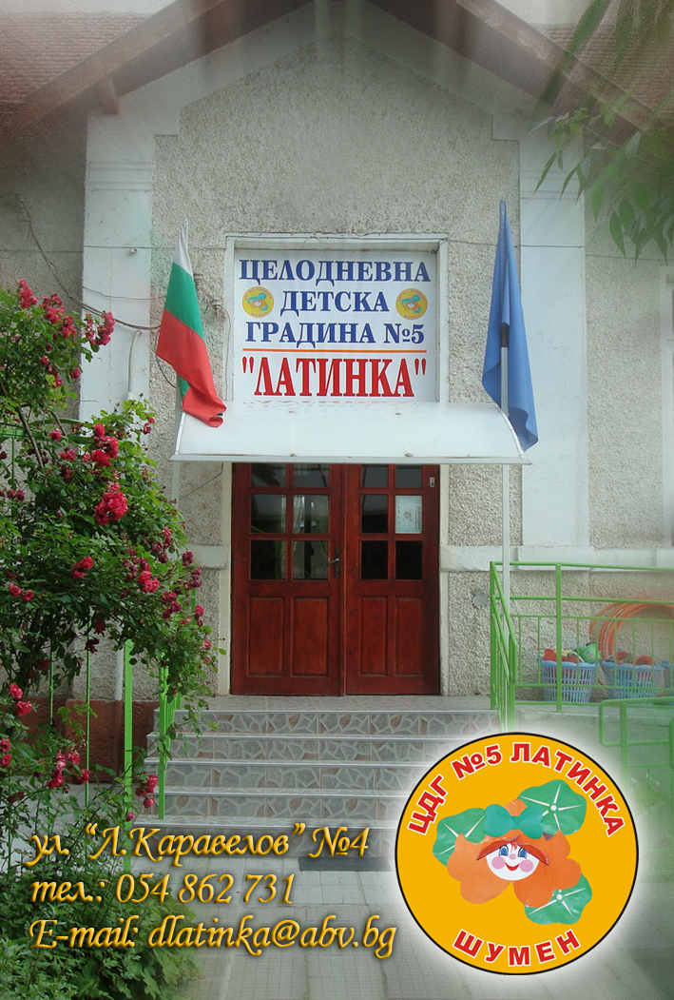 ЦЕЛОДНЕВНА
ДЕТСКА
ГРАДИНА №5
"ЛАТИНКА"
ул. “Л.Каравелов” №4
тел.: 054 862 731
E-mail: dlatinka@abv.bg
ЦДГ №5 ЛАТИНКА
ШУМЕН